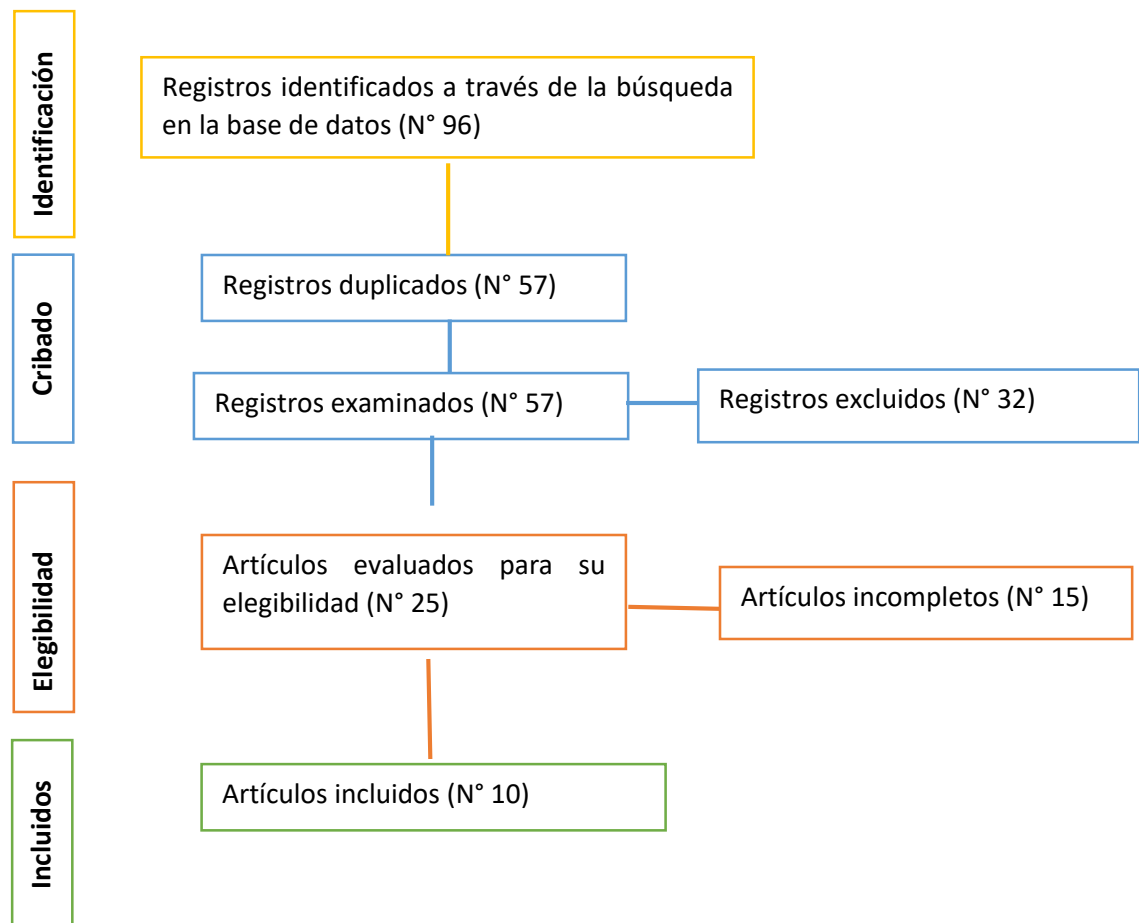 Identificación
Registros identificados a través de la búsqueda
en la base de datos (N° 96)
Cribado
Registros duplicados (N° 57)
Registros examinados (N° 57)
Registros excluidos (N° 32)
Elegibilidad
Artículos evaluados para su
elegibilidad (N° 25)
Artículos incompletos (N° 15)
Incluidos
Artículos incluidos (N° 10)